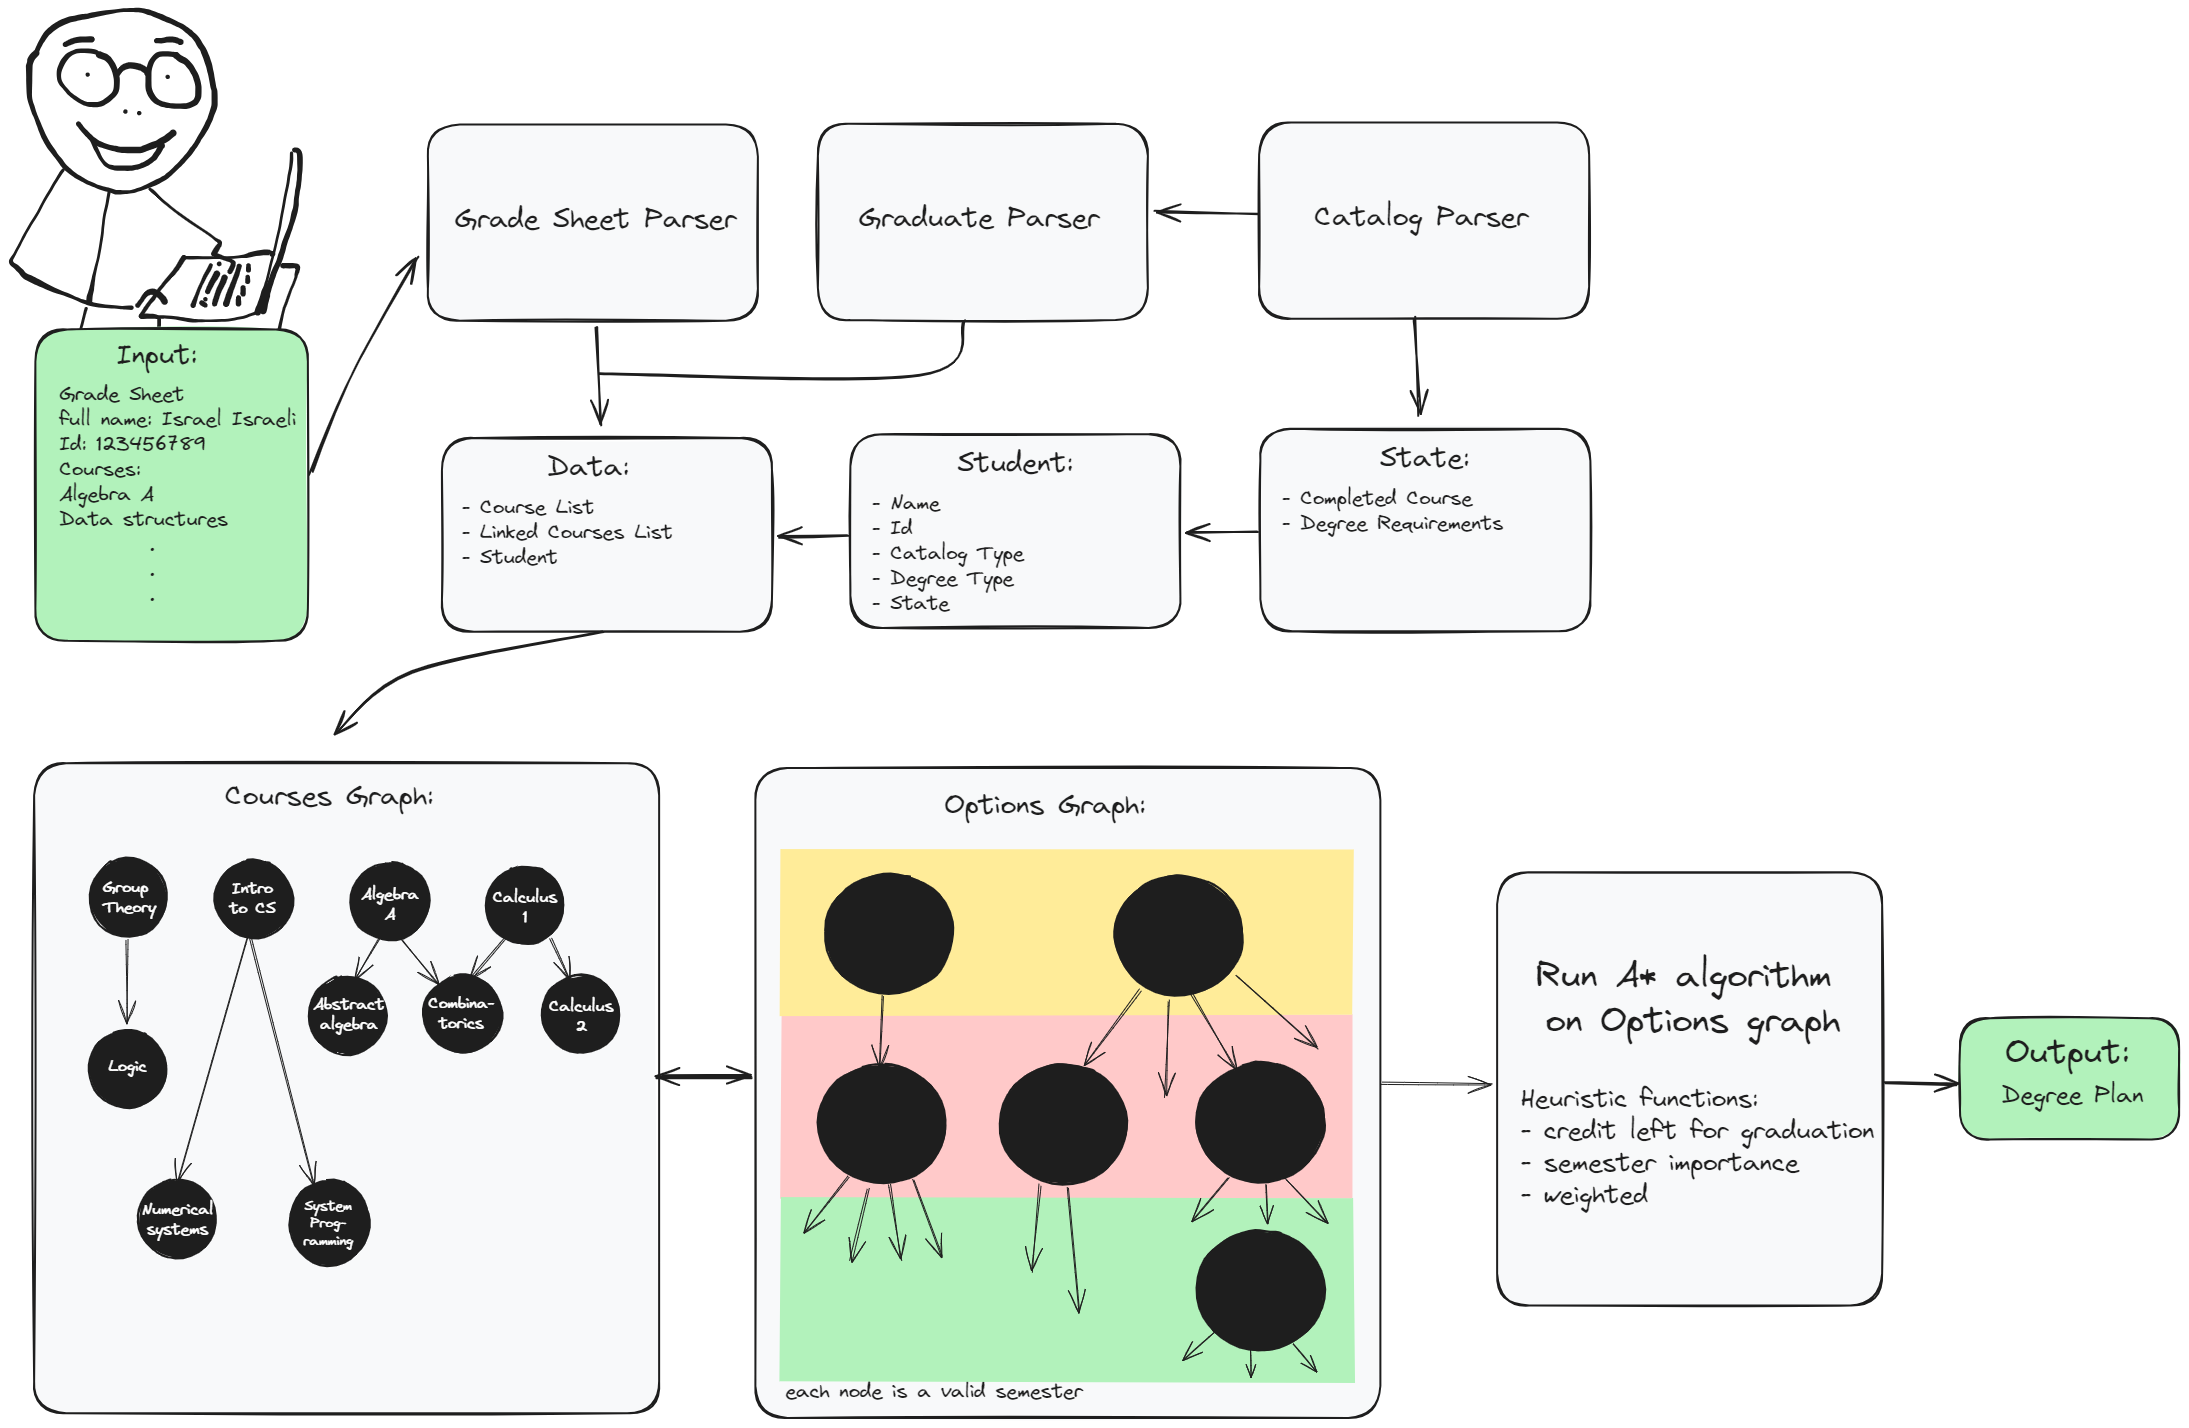 Grade Sheet Parser
Graduate Parser
Catalog Parser
Input:
Grade Sheet
full name: Israel Israeli
Id: 123456789
Courses:
Algebra A
Data structures
.
.
.
Data:
- Course List
- Linked Courses List
- Student
Student:
- Name
- Id
- Catalog Type
- Degree Type
- State
State:
- Completed Course
- Degree Requirements
Courses Graph:
Group
Theory
Intro
to CS
Algebra
A
Calculus
1
Abstract
algebra
Combina-
torics
Calculus
2
Logic
Numerical
systems
System
Prog-
ramming
Options Graph:
each node is a valid semester
Run A* algorithm
on Options graph
Heuristic functions:
- credit left for graduation
- semester importance
- weighted
Output:
Degree Plan